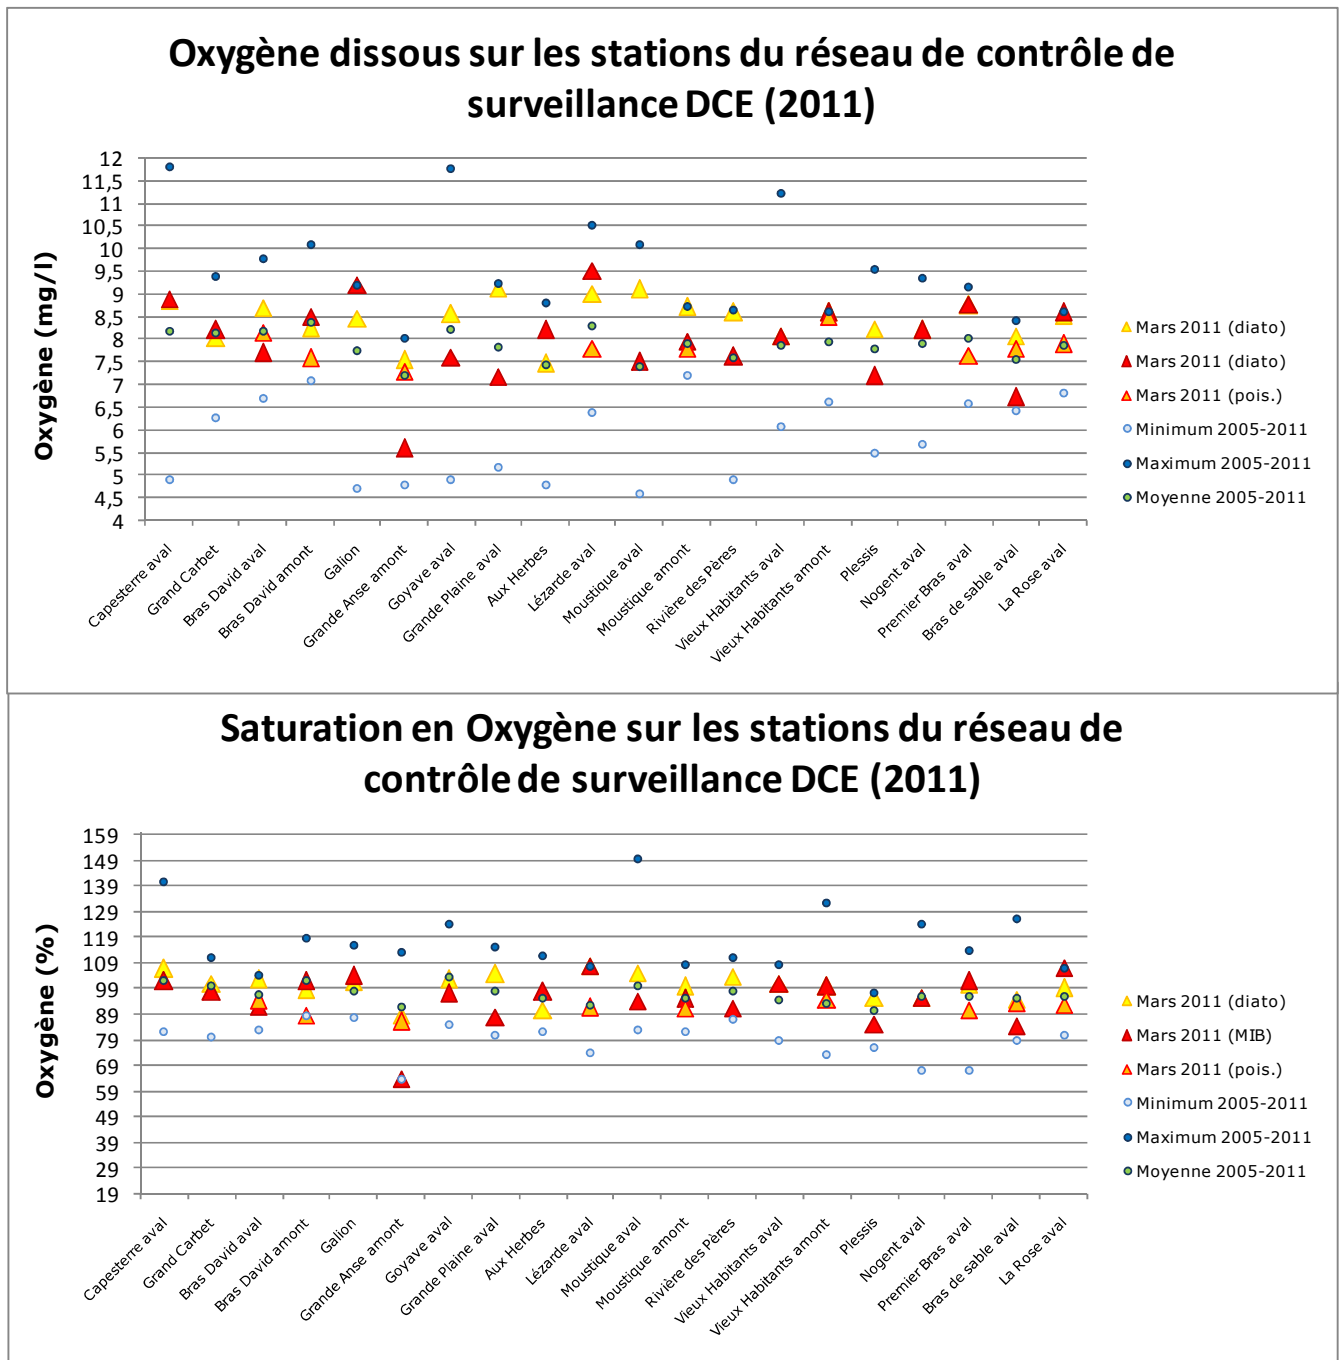 Oxygène dissous sur les stations du réseau de contrôle de
surveillance DCE (2011)
Oxygène (mg/l)
12
11,5
11
10,5
10
9,5
9
8,5
8
7,5
7
6,5
6
5,5
5
4,5
4
Capesterre aval
Grand Carbet
Bras David aval
Bras David amont
Galion
Grande Anse amont
Goyave aval
Grande Plaine aval
Aux Herbes
Lézarde aval
Moustique aval
Moustique amont
Rivière des Pères
Vieux Habitants aval
Vieux Habitants amont
Plessis
Nogent aval
Premier Bras aval
Bras de sable aval
La Rose aval
Mars 2011 (diato)
Mars 2011 (diato)
Mars 2011 (pois.)
Minimum 2005-2011
Maximum 2005-2011
Moyenne 2005-2011
Saturation en Oxygène sur les stations du réseau de
contrôle de surveillance DCE (2011)
Oxygène (%)
159
149
139
129
119
109
99
89
79
69
59
49
39
29
19
Capesterre aval
Grand Carbet
Bras David aval
Bras David amont
Galion
Grande Anse amont
Goyave aval
Grande Plaine aval
Aux Herbes
Lézarde aval
Moustique aval
Moustique amont
Rivière des Pères
Vieux Habitants aval
Vieux Habitants amont
Plessis
Nogent aval
Premier Bras aval
Bras de sable aval
La Rose aval
Mars 2011 (diato)
Mars 2011 (MIB)
Mars 2011 (pois.)
Minimum 2005-2011
Maximum 2005-2011
Moyenne 2005-2011